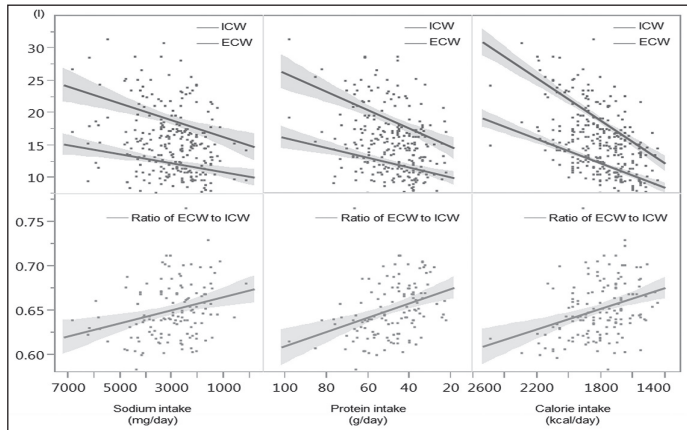 (l)
ICW
ECW
ICW
ECW
ICW
ECW
30
25
20
15
10
Ratio of ECW to ICW
Ratio of ECW to ICW
Ratio of ECW to ICW
0.75
0.70
0.65
0.60
7000 5000 3000 1000
100 80 60 40 20
2600 2200 1800 1400
Sodium intake
(mg/day)
Protein intake
(g/day)
Calorie intake
(kcal/day)